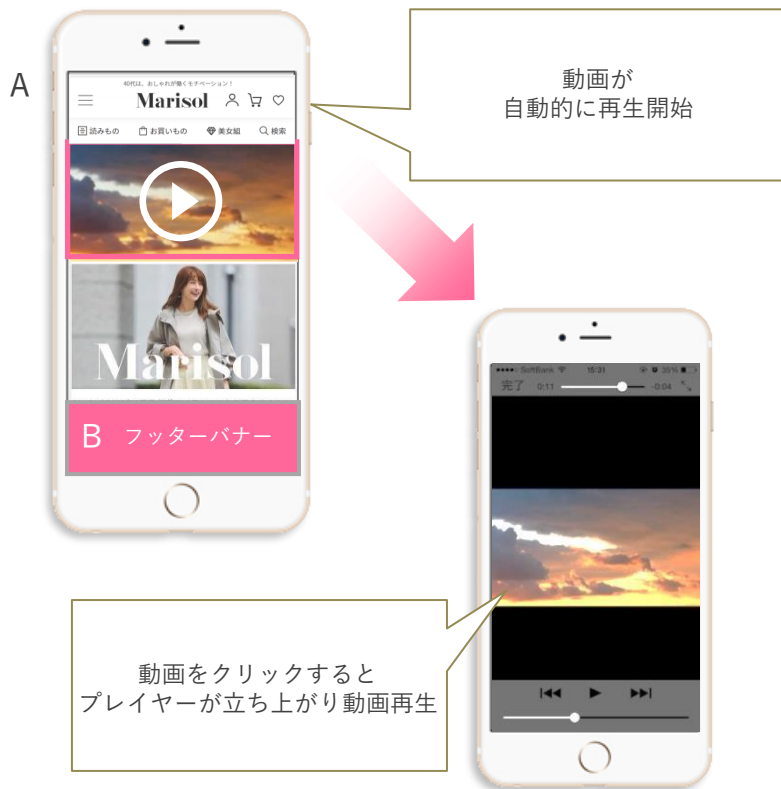 A
40代は、おしゃれが働くモチベーション！
Marisol
読みもの お買いもの 美女組 検索
Marisol
B フッターバナー
動画が
自動的に再生開始
SoftBank 15:31 35%
完了 0:11 -0:04
動画をクリックすると
プレイヤーが立ち上がり動画再生